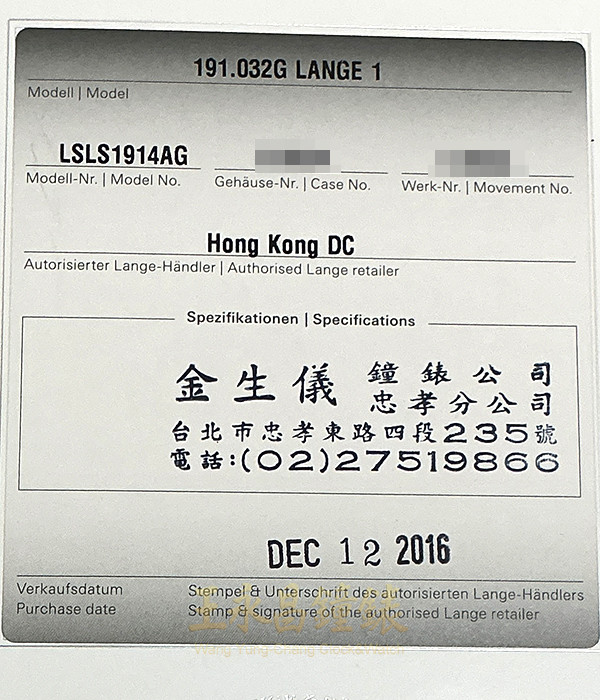 191.032G LANGE 1
Modell | Model
LSLS1914AG
Modell-Nr. | Model No.
Gehäuse-Nr. | Case No.
Werk-Nr. | Movement No.
Hong Kong DC
Autorisierter Lange-Händler | Authorised Lange retailer
Spezifikationen | Specifications
金生儀 鐘錶公司
忠孝分公司
台北市忠孝東路四段235號
電話:(02)27519866
DEC 12 2016
Verkaufsdatum
Purchase date
Stempel & Unterschrift des autorisierten Lange-Händlers
Stamp & signature of the authorised Lange retailer